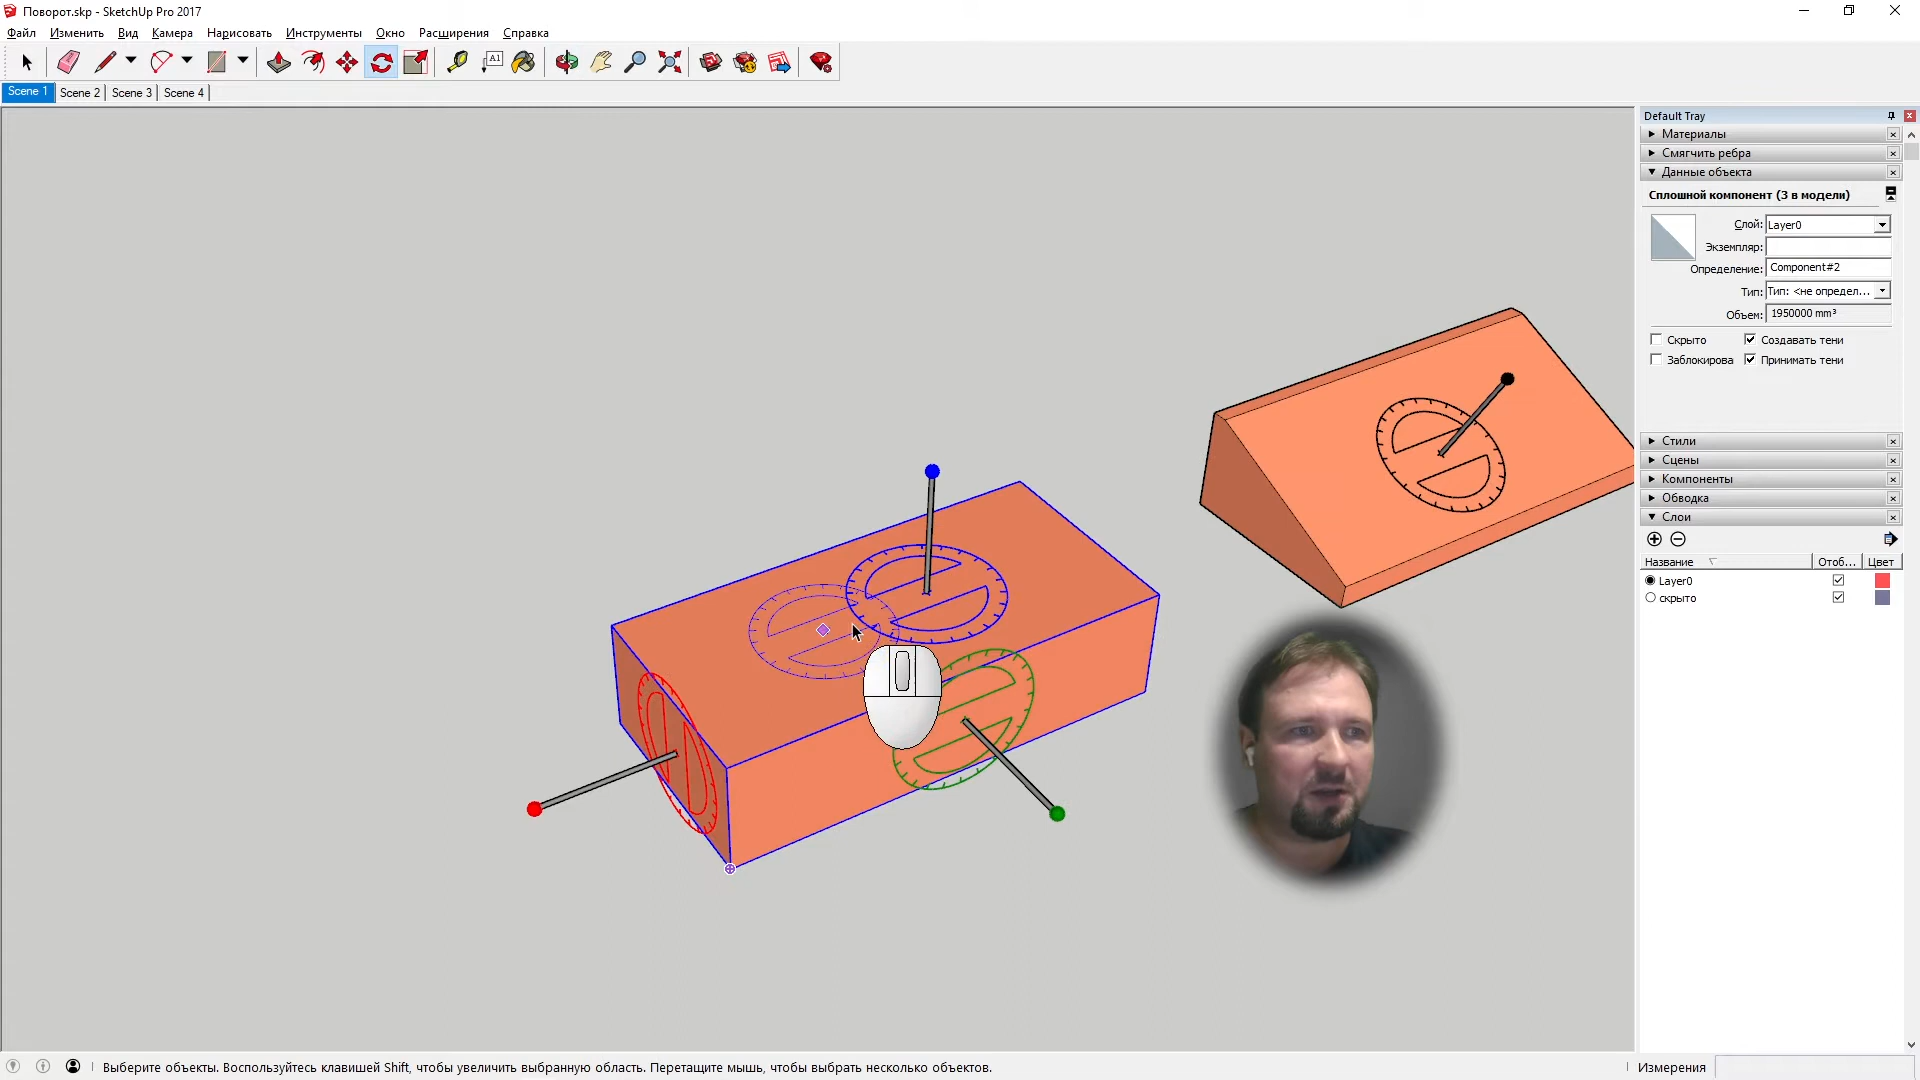 Поворот.skp - SketchUp Pro 2017
Файл Изменить Вид Камера Нарисовать Инструменты Окно Расширения Справка
A1
Scene 1 Scene 2 Scene 3 Scene 4
Default Tray
Материалы
Смягчить ребра
Данные объекта
Сплошной компонент (3 в модели)
Слой: Layer0
Экземпляр:
Определение: Component#2
Тип: Тип: <не определ...
Объем: 1950000 mm³
Скрыто Создавать тени
Заблокирова Принимать тени
Стили
Сцены
Компоненты
Обводка
Слои
Название Отоб... Цвет
Layer0
скрыто
Выберите объекты. Воспользуйтесь клавишей Shift, чтобы увеличить выбранную область. Перетащите мышь, чтобы выбрать несколько объектов.
Измерения